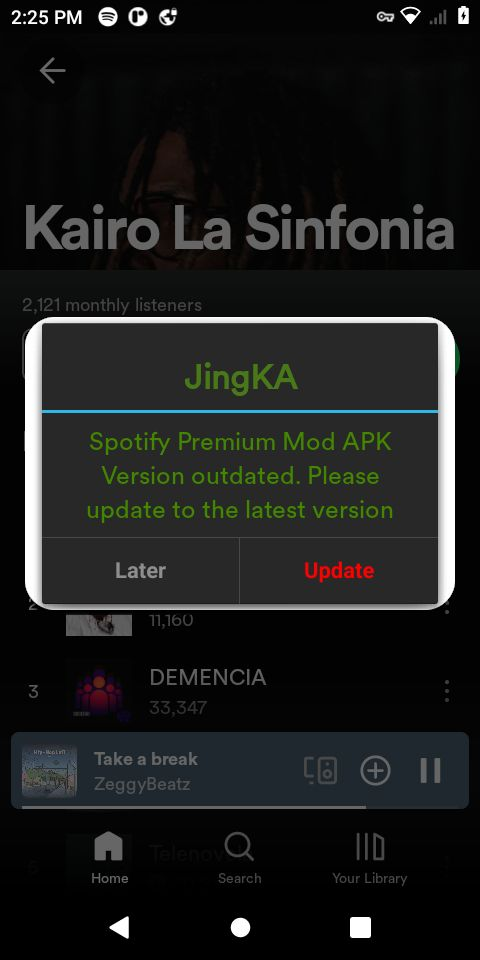 2:25 PM
Kairo La Sinfonia
2,121 monthly listeners
JingKA
Spotify Premium Mod APK
Version outdated. Please
update to the latest version
Later
Update
2
11,160
3
DEMENCIA
33,347
Take a break
ZeggyBeatz
Home
Search
Your Library